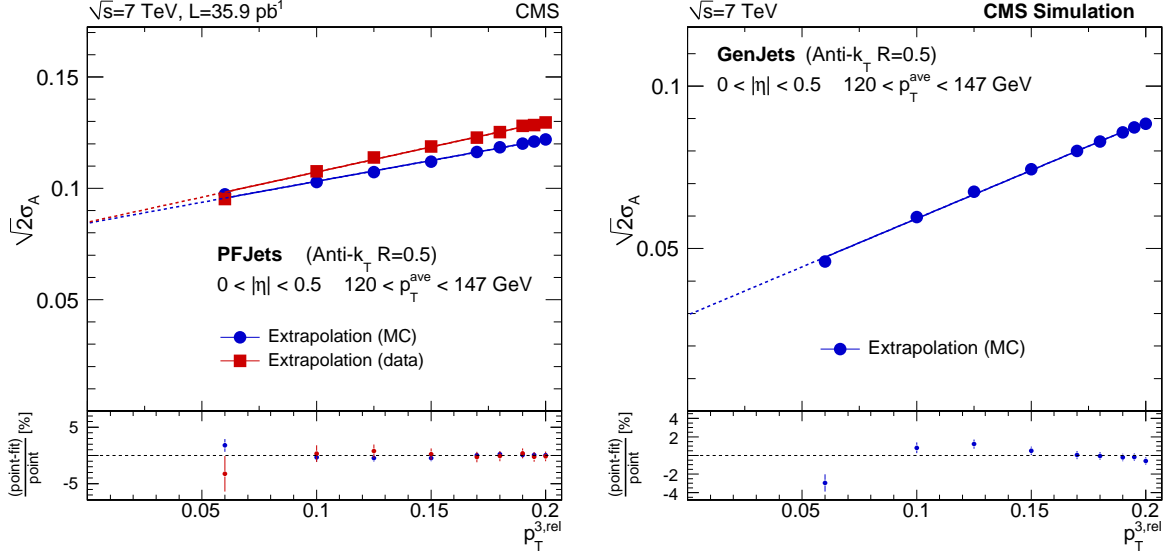 √s=7 TeV, L=35.9 pb¹ CMS
0.15
0.1
0.05
√2σ_A
PFJets (Anti-k_T R=0.5)
0 < |η| < 0.5 120 < p_T^ave < 147 GeV
Extrapolation (MC)
Extrapolation (data)
(point-fit)
point
[%]
5
-5
0.05 0.1 0.15 0.2
p_T^3,rel
√s=7 TeV CMS Simulation
GenJets (Anti-k_T R=0.5)
0 < |η| < 0.5 120 < p_T^ave < 147 GeV
0.1
0.05
√2σ_A
Extrapolation (MC)
(point-fit)
point
[%]
4
2
-2
-4
0.05 0.1 0.15 0.2
p_T^3,rel